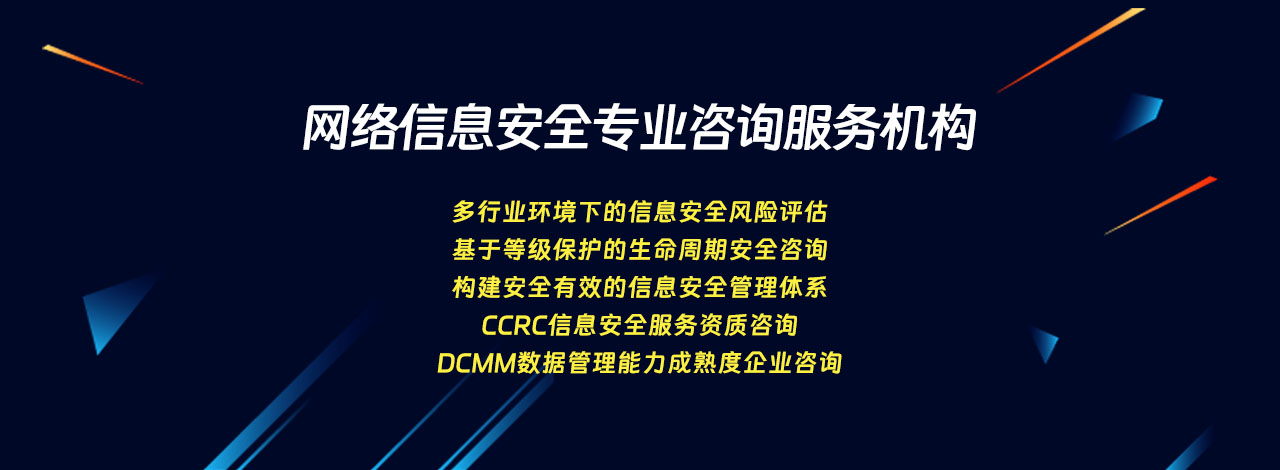 网络信息安全专业咨询服务机构
多行业环境下的信息安全风险评估
基于等级保护的生命周期安全咨询
构建安全有效的信息安全管理体系
CCRC信息安全服务资质咨询
DCMM数据管理能力成熟度企业咨询